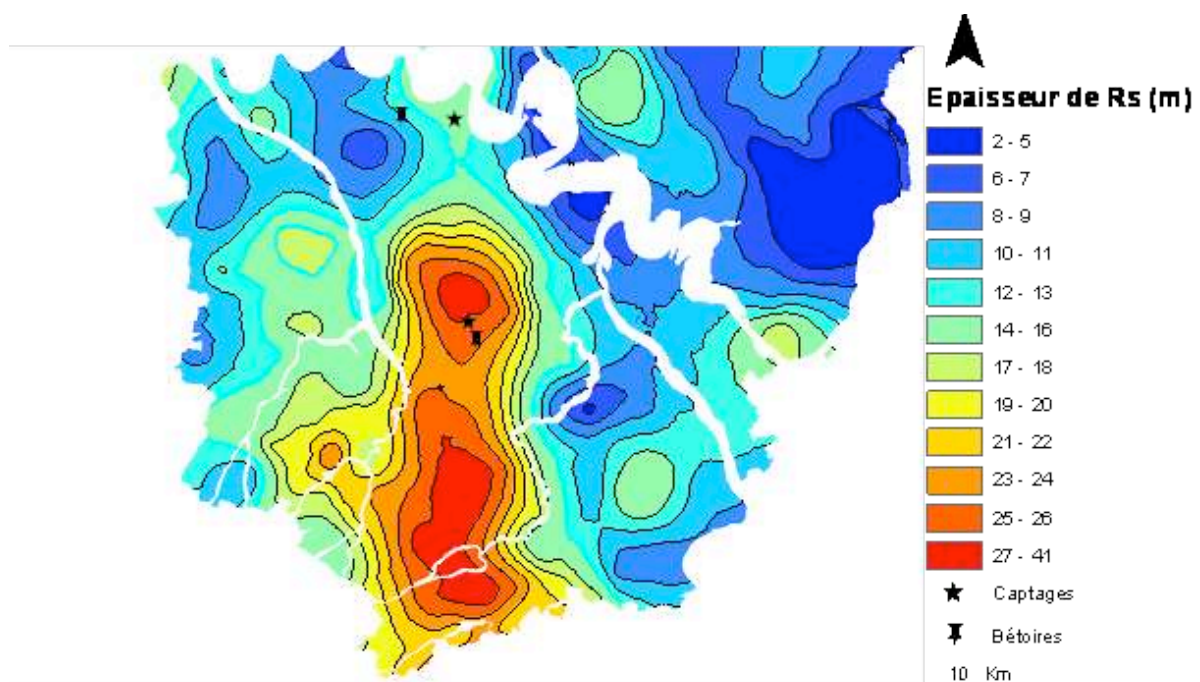 Epaisseur de Rs (m)
2 - 5
6 - 7
8 - 9
10 - 11
12 - 13
14 - 16
17 - 18
19 - 20
21 - 22
23 - 24
25 - 26
27 - 41
Captages
Bétoires
10 Km